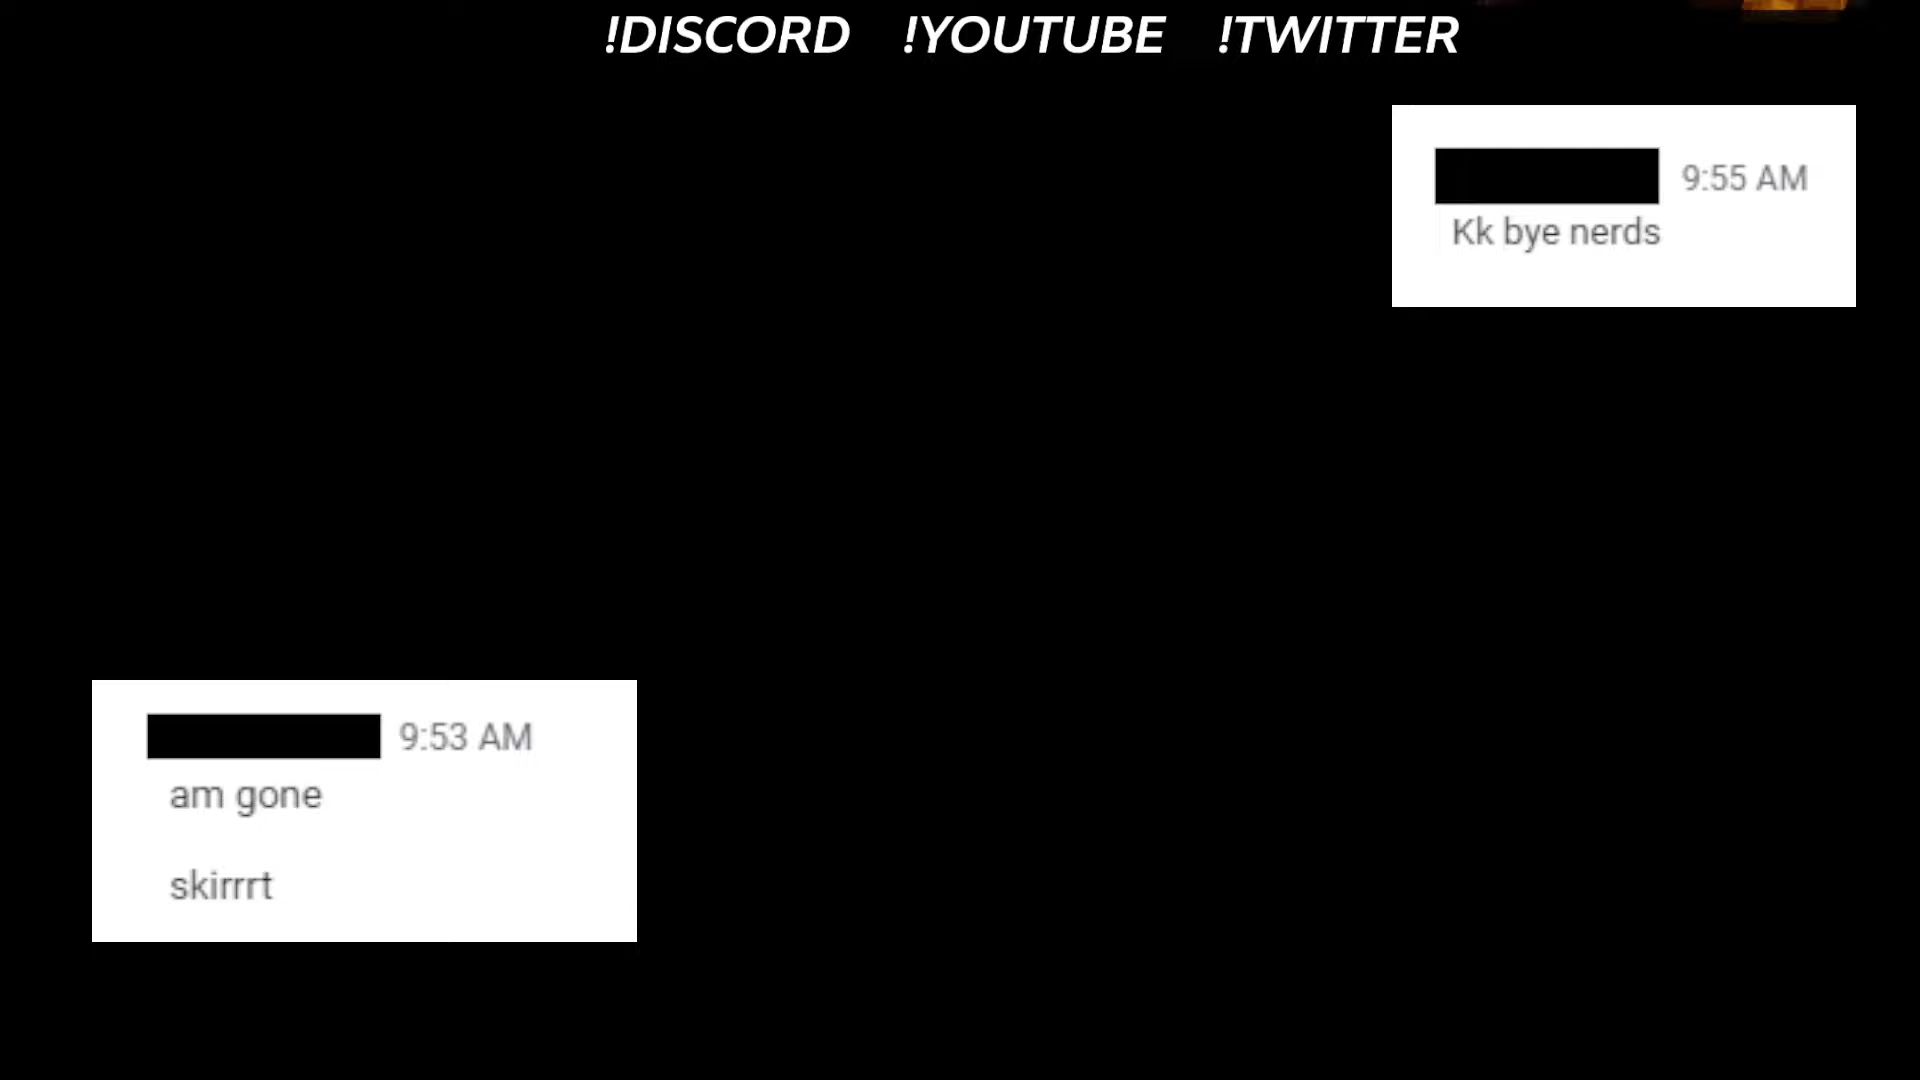 !DISCORD !YOUTUBE !TWITTER
9:55 AM
Kk bye nerds
9:53 AM
am gone
skirrrt